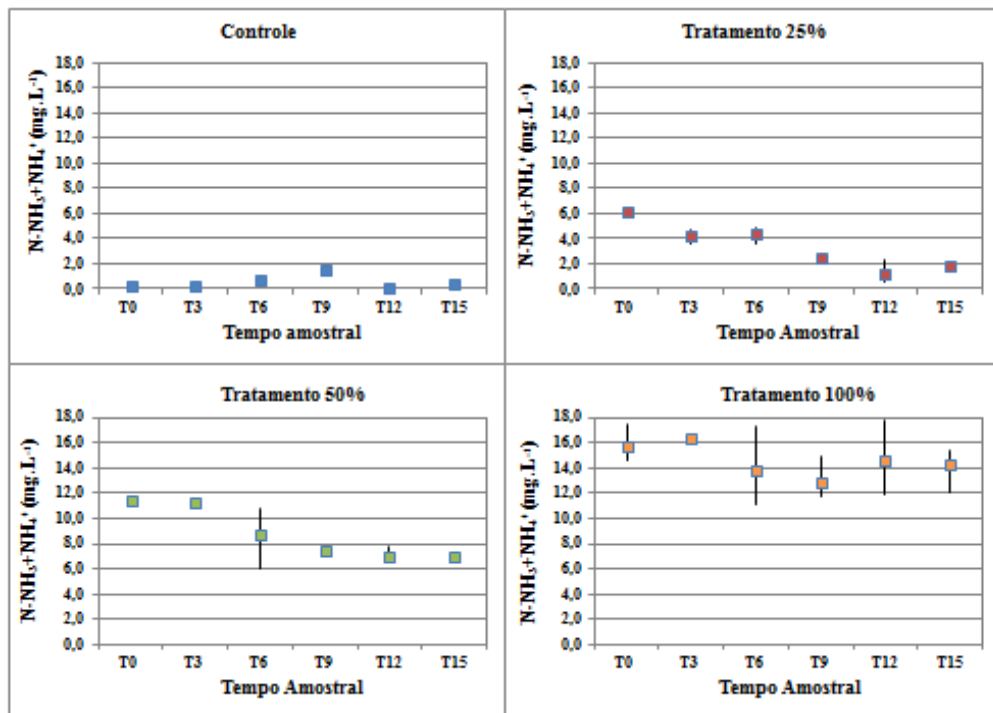 Controle
N-NH₃+NH₄⁺ (mg.L⁻¹)
18,0
16,0
14,0
12,0
10,0
8,0
6,0
4,0
2,0
0,0
T0 T3 T6 T9 T12 T15
Tempo amostral
Tratamento 25%
N-NH₃+NH₄⁺ (mg.L⁻¹)
18,0
16,0
14,0
12,0
10,0
8,0
6,0
4,0
2,0
0,0
T0 T3 T6 T9 T12 T15
Tempo Amostral
Tratamento 50%
N-NH₃+NH₄⁺ (mg.L⁻¹)
18,0
16,0
14,0
12,0
10,0
8,0
6,0
4,0
2,0
0,0
T0 T3 T6 T9 T12 T15
Tempo Amostral
Tratamento 100%
N-NH₃+NH₄⁺ (mg.L⁻¹)
18,0
16,0
14,0
12,0
10,0
8,0
6,0
4,0
2,0
0,0
T0 T3 T6 T9 T12 T15
Tempo Amostral